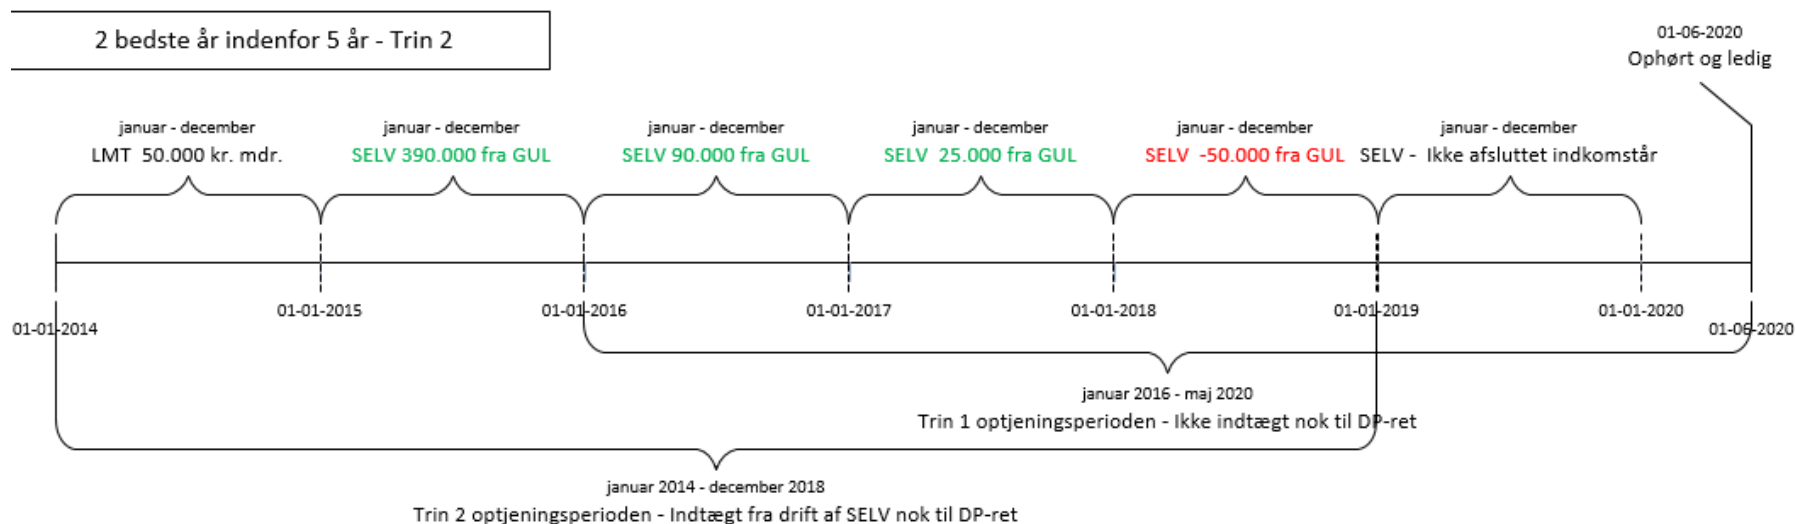 2 bedste år indenfor 5 år - Trin 2
01-06-2020
Ophørt og ledig
januar - december
LMT  50.000 kr. mdr.
januar - december
SELV 390.000 fra GUL
januar - december
SELV 90.000 fra GUL
januar - december
SELV  25.000 fra GUL
januar - december
SELV  -50.000 fra GUL
januar - december
SELV -  Ikke afsluttet indkomstår
01-01-2014
01-01-2015
01-01-2016
01-01-2017
01-01-2018
01-01-2019
01-01-2020
01-06-2020
januar 2016 - maj 2020
Trin 1 optjeningsperioden - Ikke indtægt nok til DP-ret
januar 2014 - december 2018
Trin 2 optjeningsperioden - Indtægt fra drift af SELV nok til DP-ret